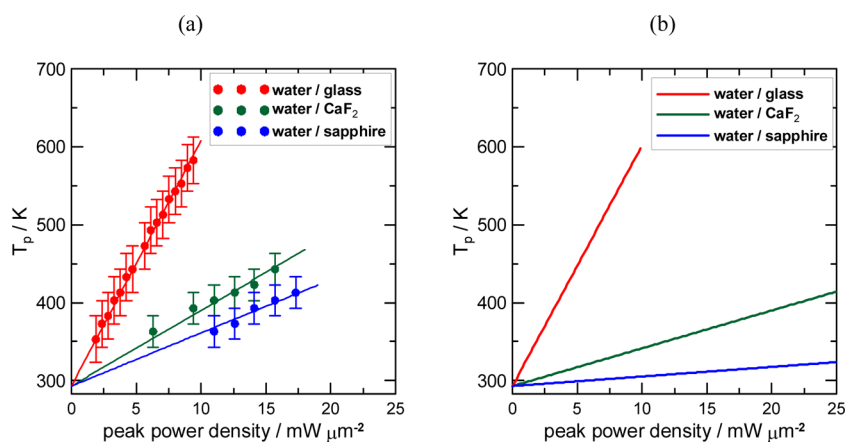 (a)
700
600
500
400
300
T_p / K
0
5
10
15
20
25
peak power density / mW μm⁻²
water / glass
water / CaF₂
water / sapphire
(b)
700
600
500
400
300
T_p / K
0
5
10
15
20
25
peak power density / mW μm⁻²
water / glass
water / CaF₂
water / sapphire